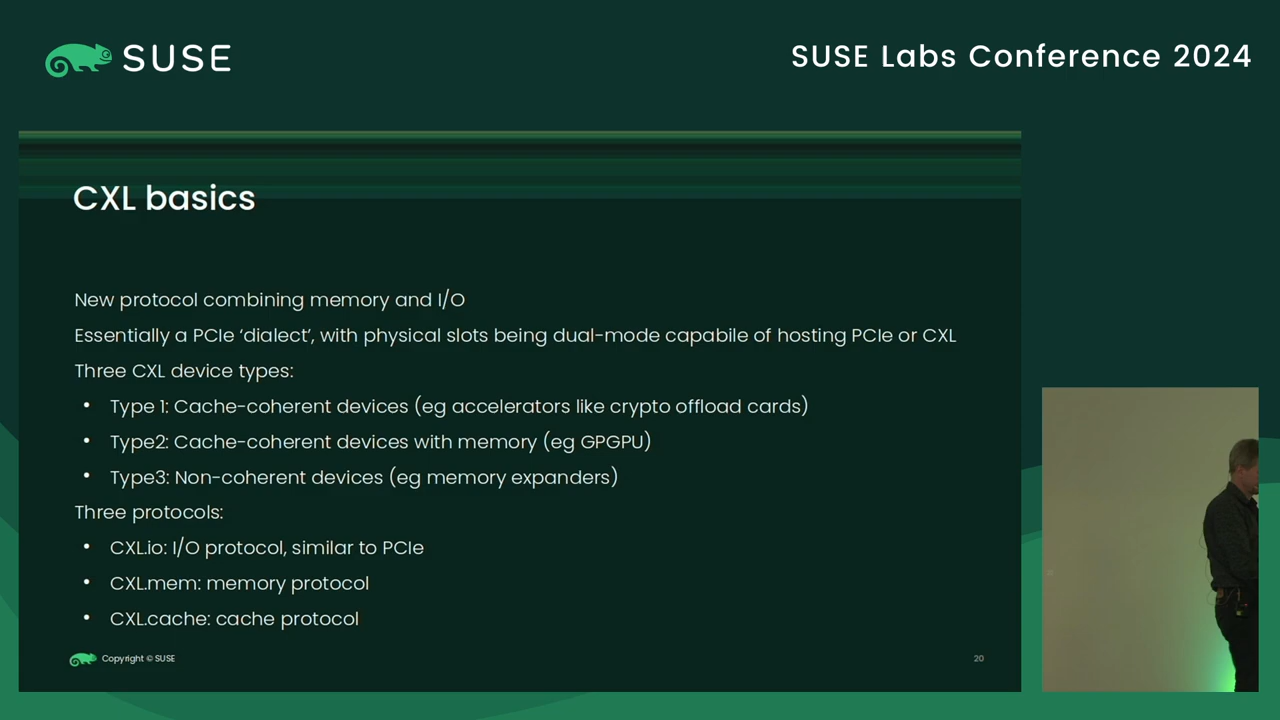 SUSE
SUSE Labs Conference 2024
CXL basics
New protocol combining memory and I/O
Essentially a PCIe ‘dialect’, with physical slots being dual-mode capable of hosting PCIe or CXL
Three CXL device types:
• Type 1: Cache-coherent devices (eg accelerators like crypto offload cards)
• Type2: Cache-coherent devices with memory (eg GPGPU)
• Type3: Non-coherent devices (eg memory expanders)
Three protocols:
• CXL.io: I/O protocol, similar to PCIe
• CXL.mem: memory protocol
• CXL.cache: cache protocol
Copyright © SUSE
20